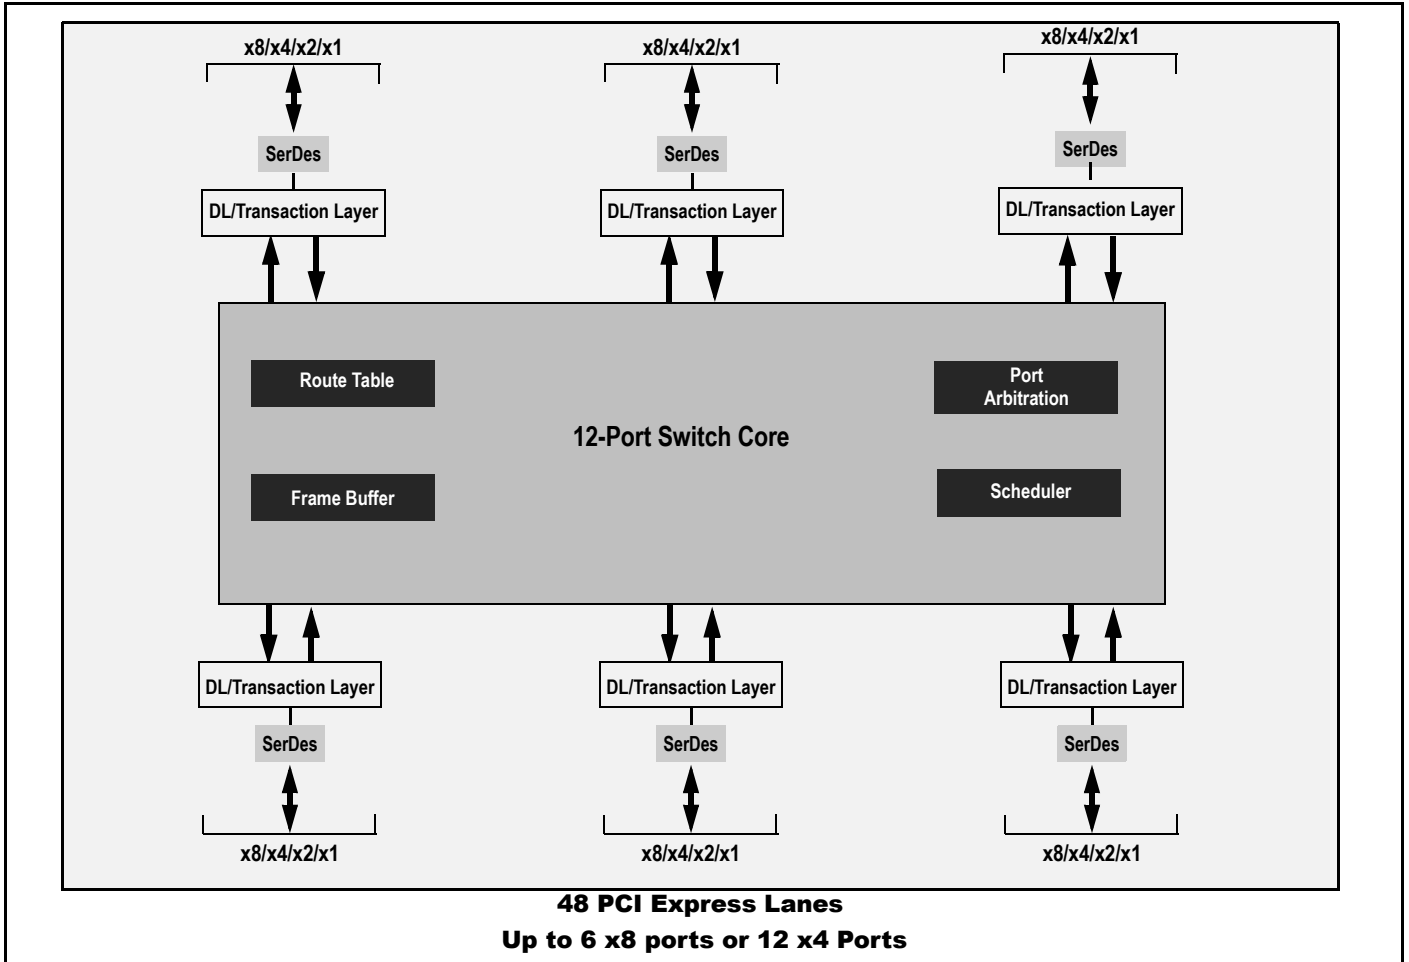 x8/x4/x2/x1
x8/x4/x2/x1
x8/x4/x2/x1
SerDes
SerDes
SerDes
DL/Transaction Layer
DL/Transaction Layer
DL/Transaction Layer
Route Table
Port
Arbitration
12-Port Switch Core
Frame Buffer
Scheduler
DL/Transaction Layer
DL/Transaction Layer
DL/Transaction Layer
SerDes
SerDes
SerDes
x8/x4/x2/x1
x8/x4/x2/x1
x8/x4/x2/x1
48 PCI Express Lanes
Up to 6 x8 ports or 12 x4 Ports